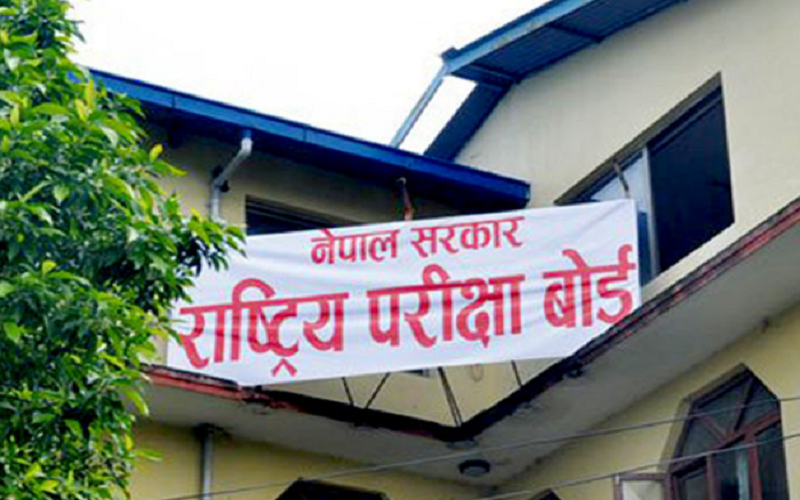 नेपाल सरकार
राष्ट्रिय परीक्षा बोर्ड